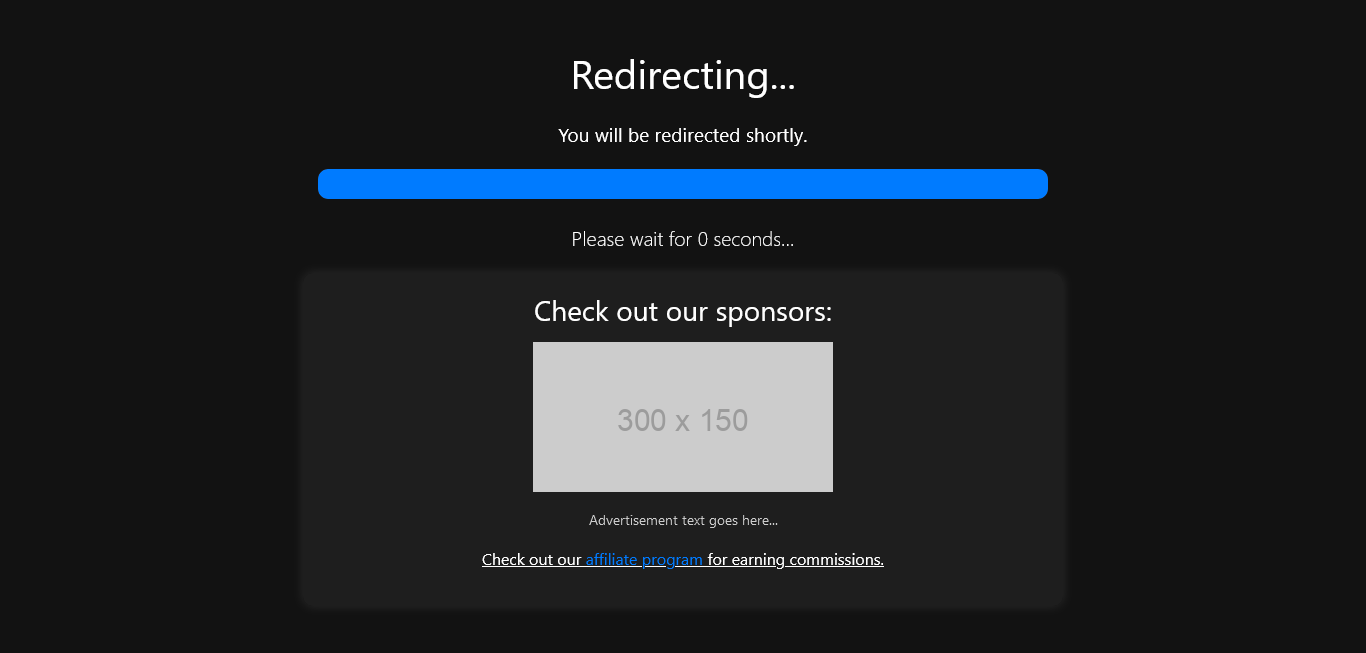 Redirecting...
You will be redirected shortly.
Please wait for 0 seconds...
Check out our sponsors:
300 x 150
Advertisement text goes here...
Check out our affiliate program for earning commissions.